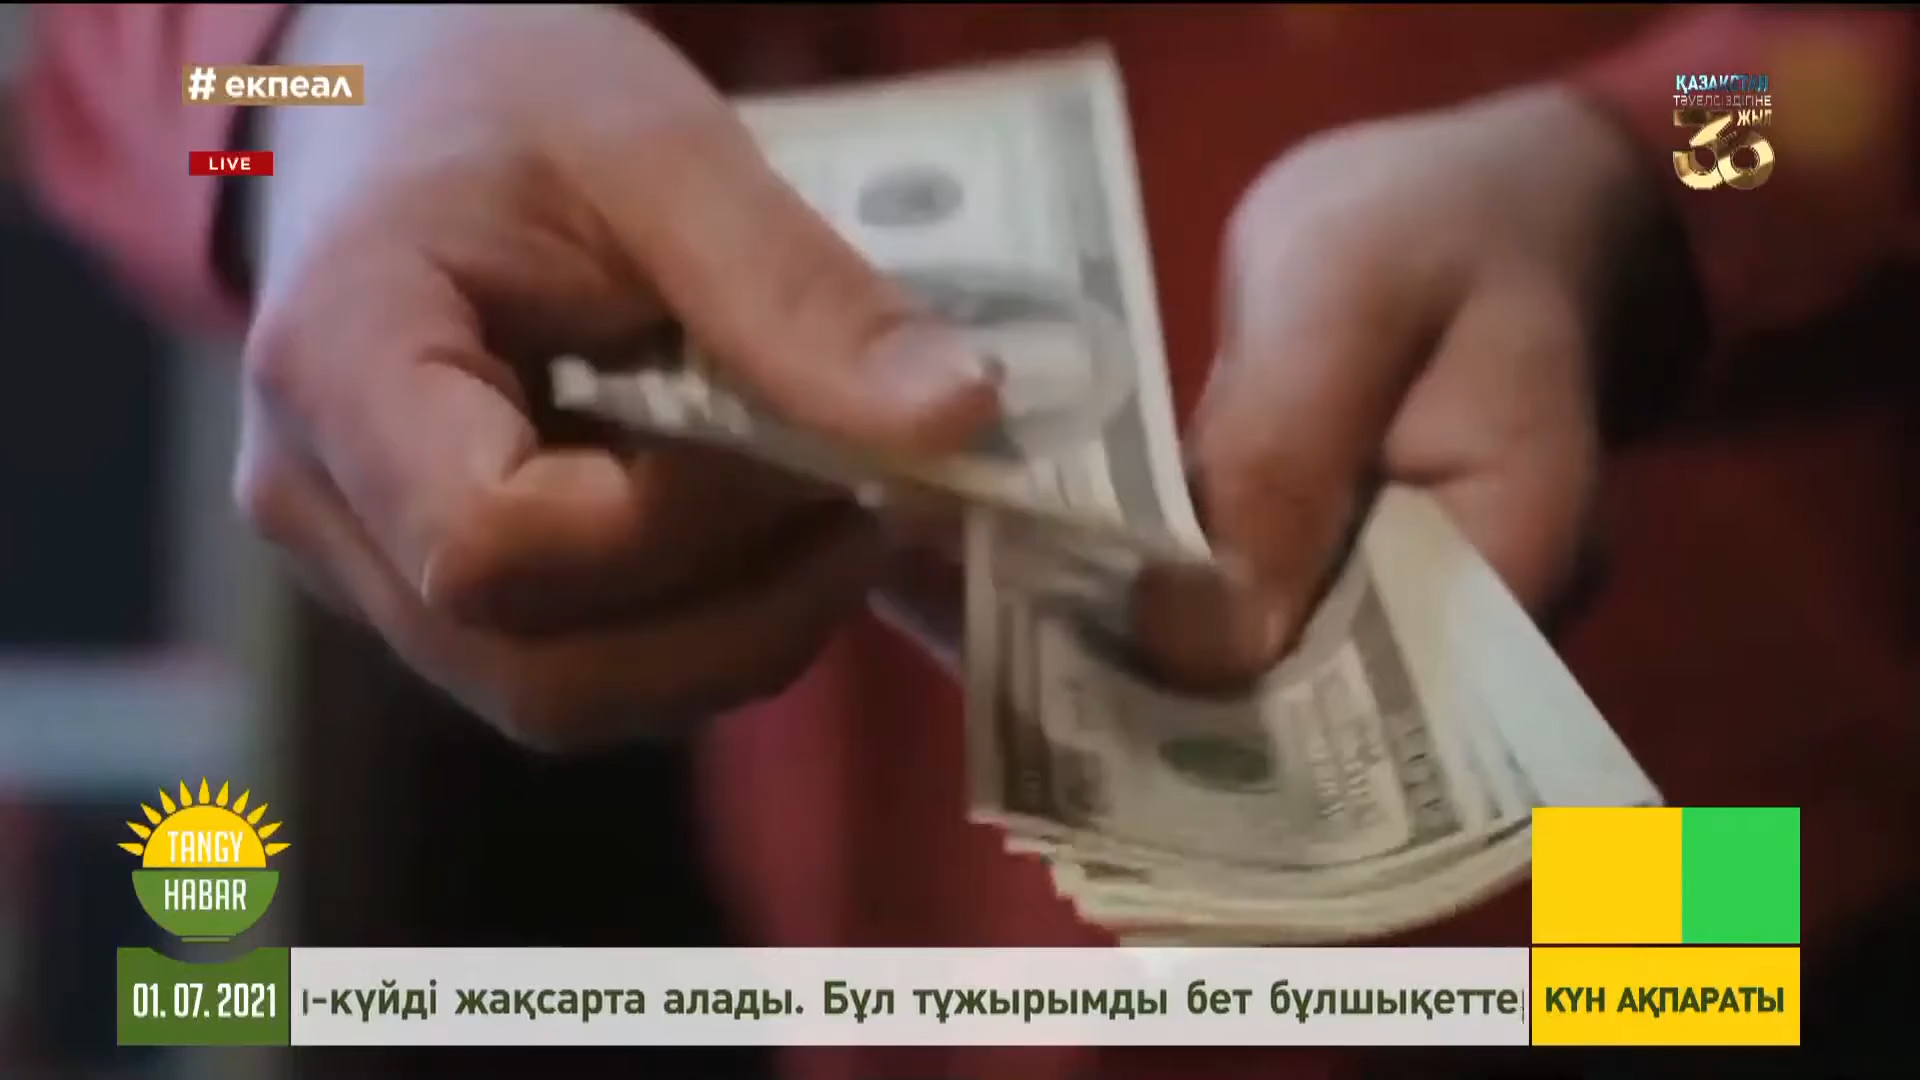 #екпеал
LIVE
ҚАЗАҚСТАН
ТӘУЕЛСІЗДІГІНЕ
30 ЖЫЛ
TANGY
HABAR
01.07.2021
-күйді жақсарта алады. Бұл тұжырымды бет бұлшықетте
КҮН АҚПАРАТЫ